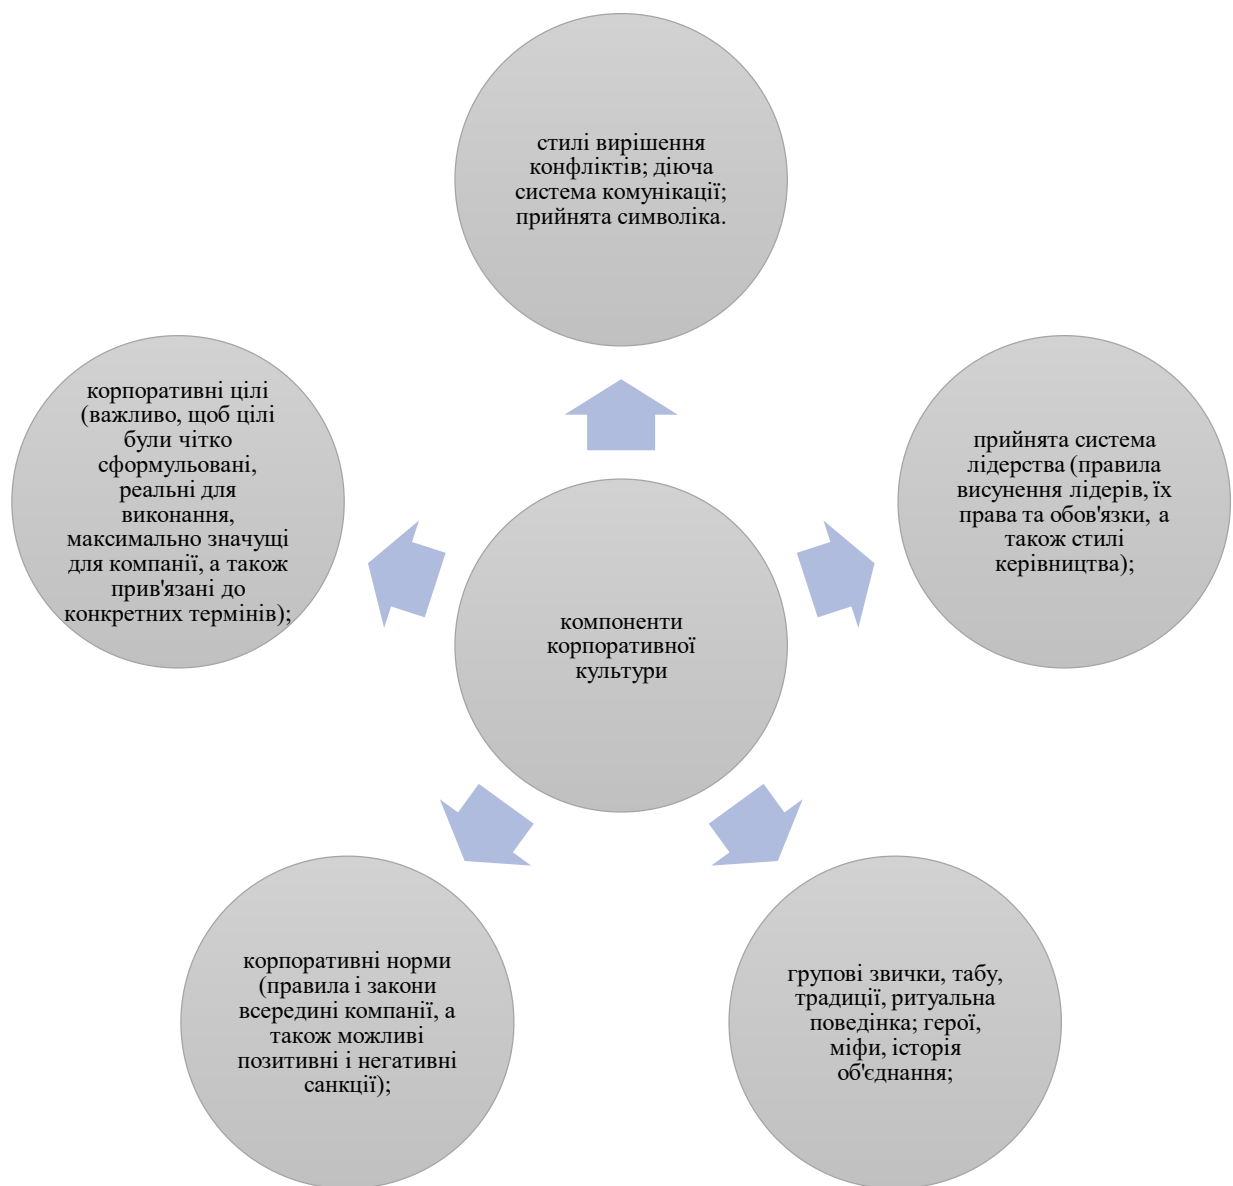 стилі вирішення
конфліктів; діюча
система комунікації;
прийнята символіка.
корпоративні цілі
(важливо, щоб цілі
були чітко
сформульовані,
реальні для
виконання,
максимально значущі
для компанії, а також
прив'язані до
конкретних термінів);
прийнята система
лідерства (правила
висунення лідерів, їх
права та обов'язки, а
також стилі
керівництва);
компоненти
корпоративної
культури
корпоративні норми
(правила і закони
всередині компанії, а
також можливі
позитивні і негативні
санкції);
групові звички, табу,
традиції, ритуальна
поведінка; герої,
міфи, історія
об'єднання;